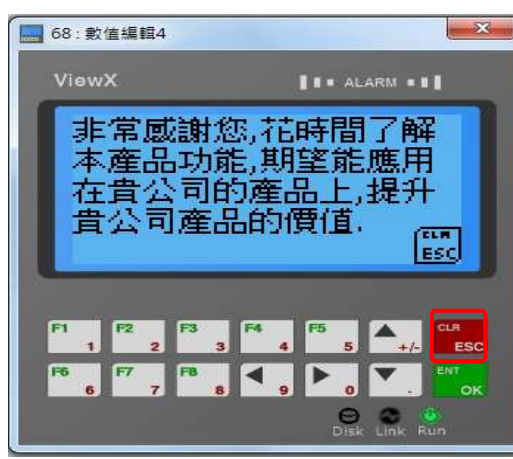 68 : 數值編輯4
ViewX
ALARM
非常感謝您,花時間了解
本產品功能,期望能應用
在貴公司的產品上,提升
貴公司產品的價值.
CLR
ESC
F1 1 F2 2 F3 3 F4 4 F5 5 +/- CLR ESC
F6 6 F7 7 F8 8 9 0 . ENT OK
Disk Link Run